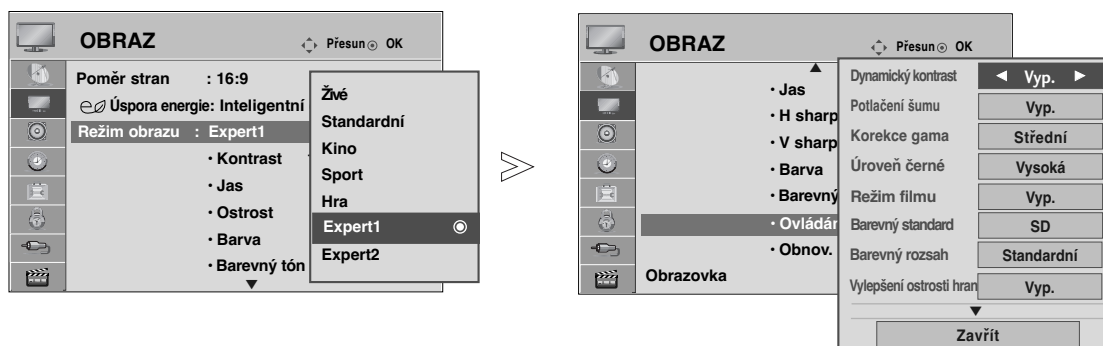 OBRAZ
Přesun OK
Poměr stran : 16:9
Úspora energie: Inteligentní
Režim obrazu : Expert1
• Kontrast
• Jas
• Ostrost
• Barva
• Barevný tón
Živé
Standardní
Kino
Sport
Hra
Expert1
Expert2
OBRAZ
Přesun OK
• Jas
• H sharp
• V sharp
• Barva
• Barevný
• Ovládár
• Obnov.
Obrazovka
Dynamický kontrast Vyp.
Potlačení šumu Vyp.
Korekce gama Střední
Úroveň černé Vysoká
Režim filmu Vyp.
Barevný standard SD
Barevný rozsah Standardní
Vylepšení ostrosti hran Vyp.
Zavřít